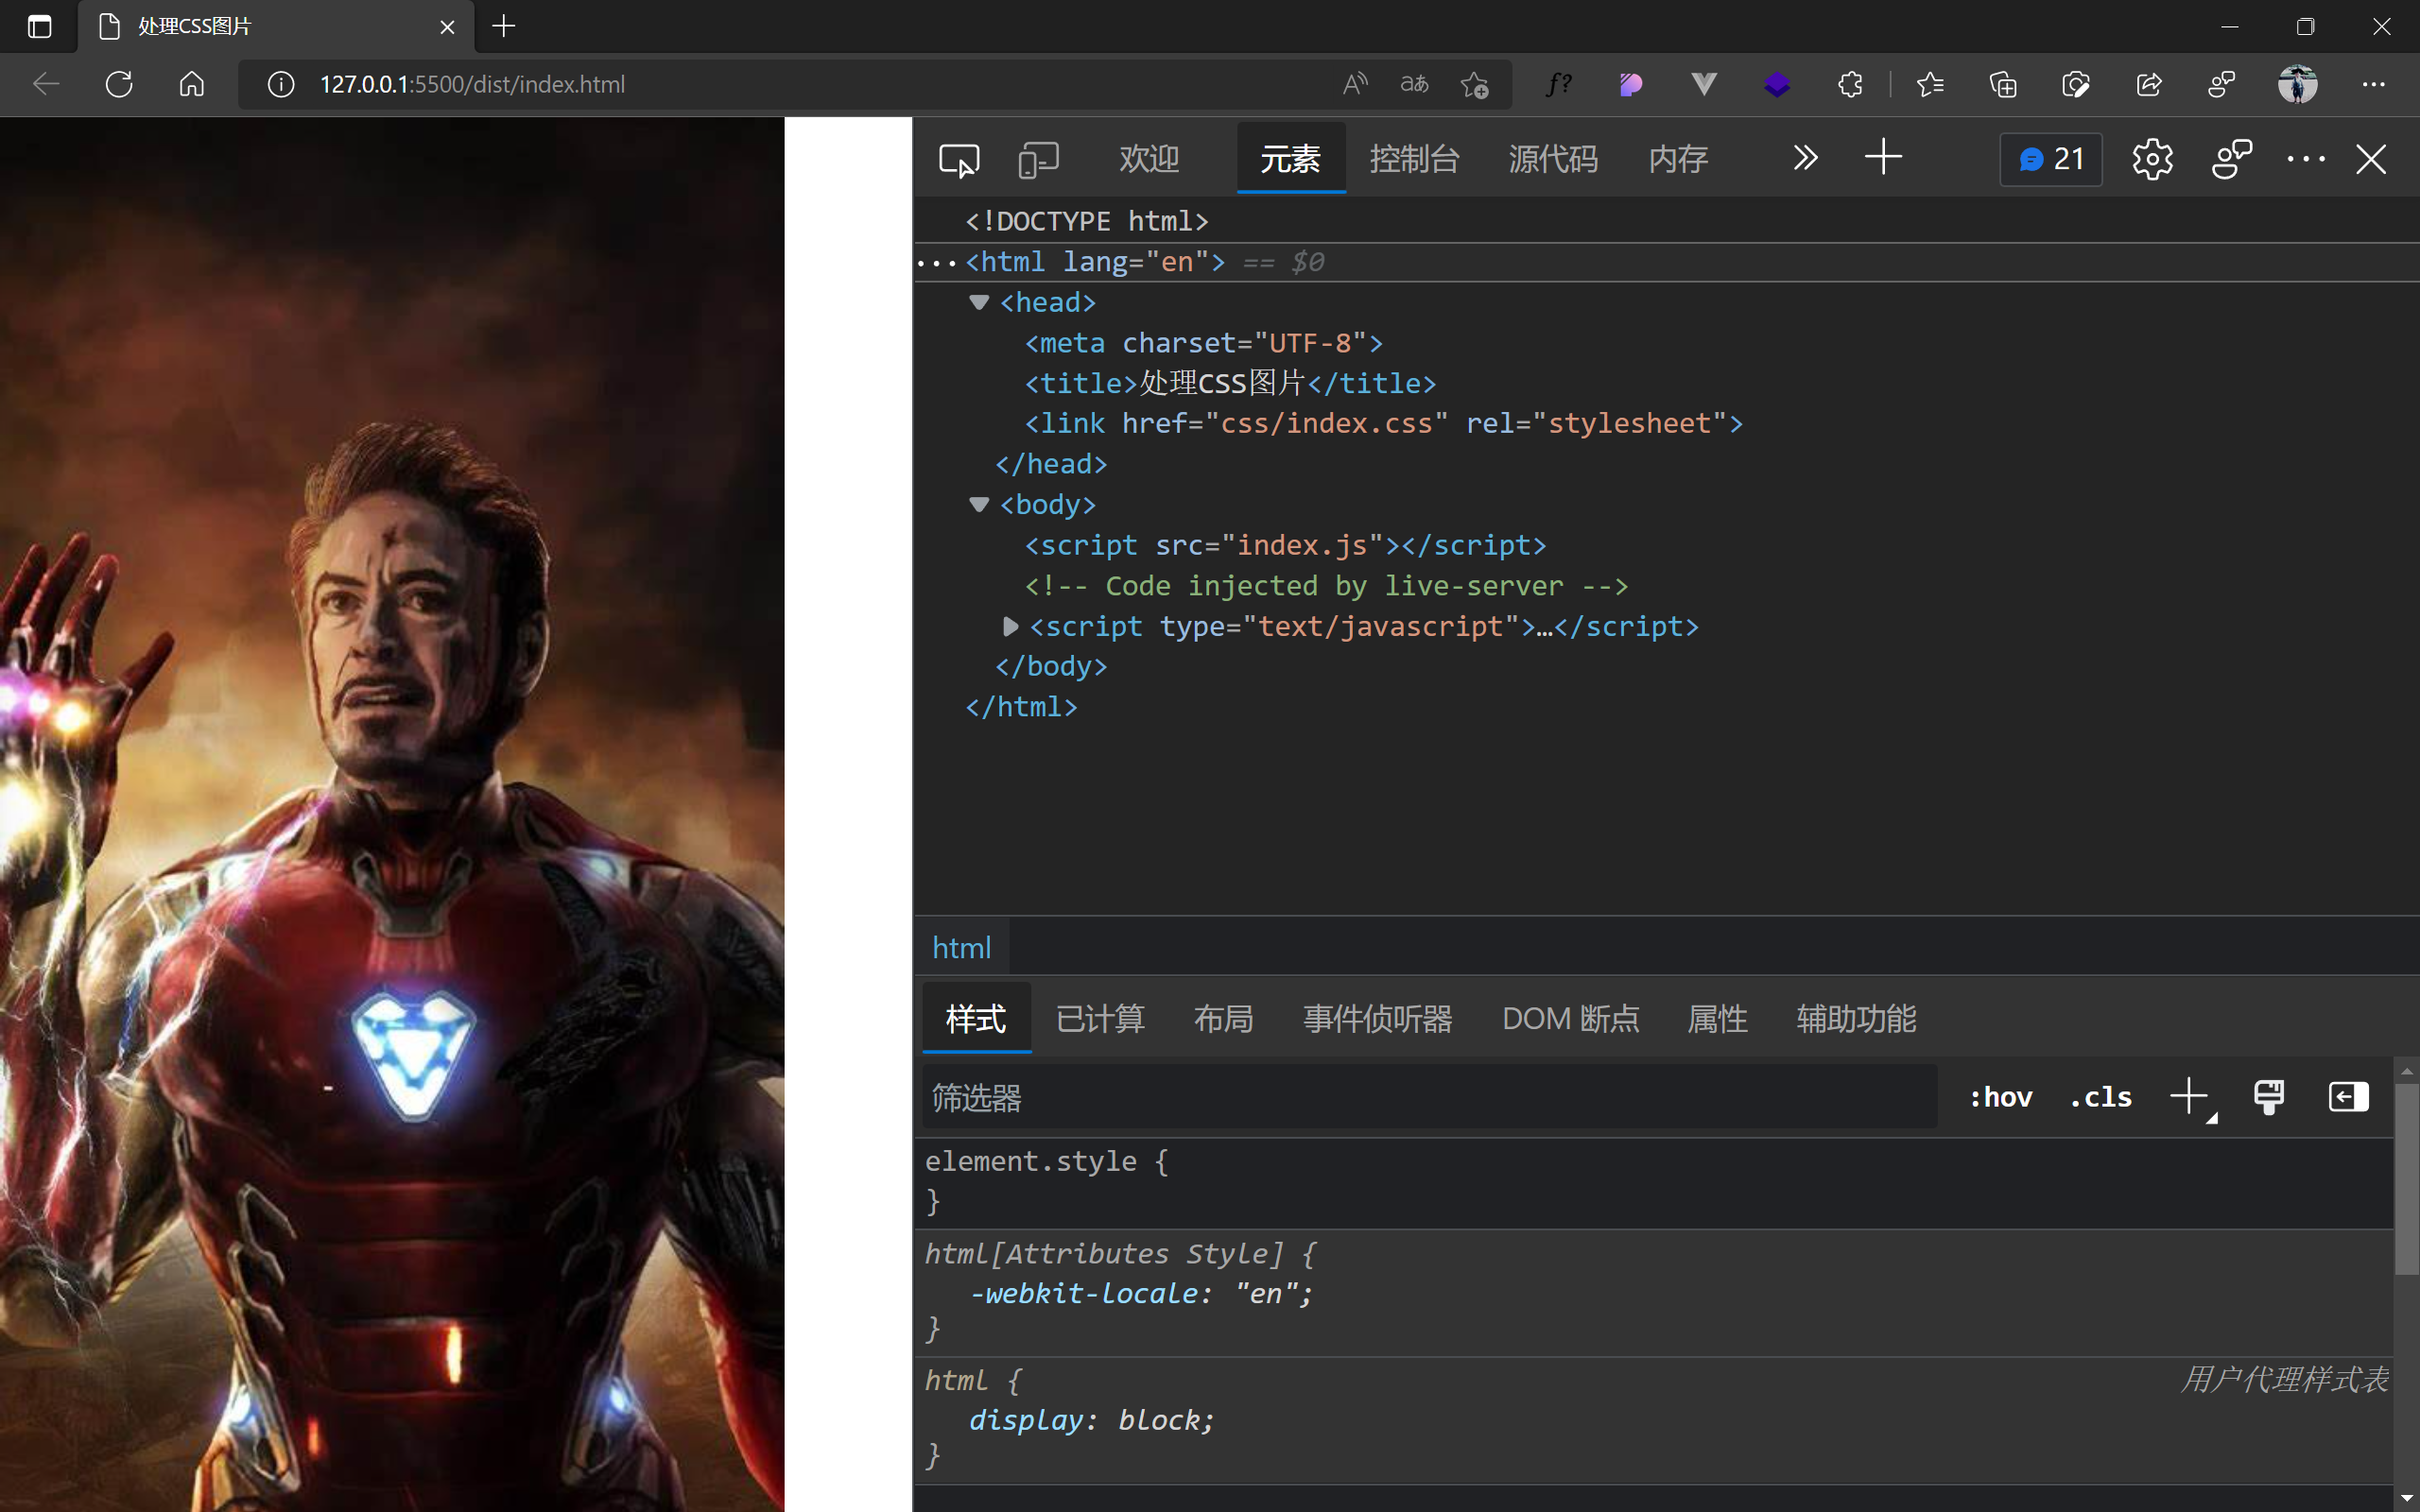 处理CSS图片
127.0.0.1:5500/dist/index.html
欢迎 元素 控制台 源代码 内存 21
<!DOCTYPE html>
<html lang="en"> == $0
<head>
<meta charset="UTF-8">
<title>处理CSS图片</title>
<link href="css/index.css" rel="stylesheet">
</head>
<body>
<script src="index.js"></script>
<!-- Code injected by live-server -->
<script type="text/javascript">…</script>
</body>
</html>
html
样式 已计算 布局 事件侦听器 DOM 断点 属性 辅助功能
筛选器 :hov .cls
element.style {
}
html[Attributes Style] {
-webkit-locale: "en";
}
html { 用户代理样式表
display: block;
}